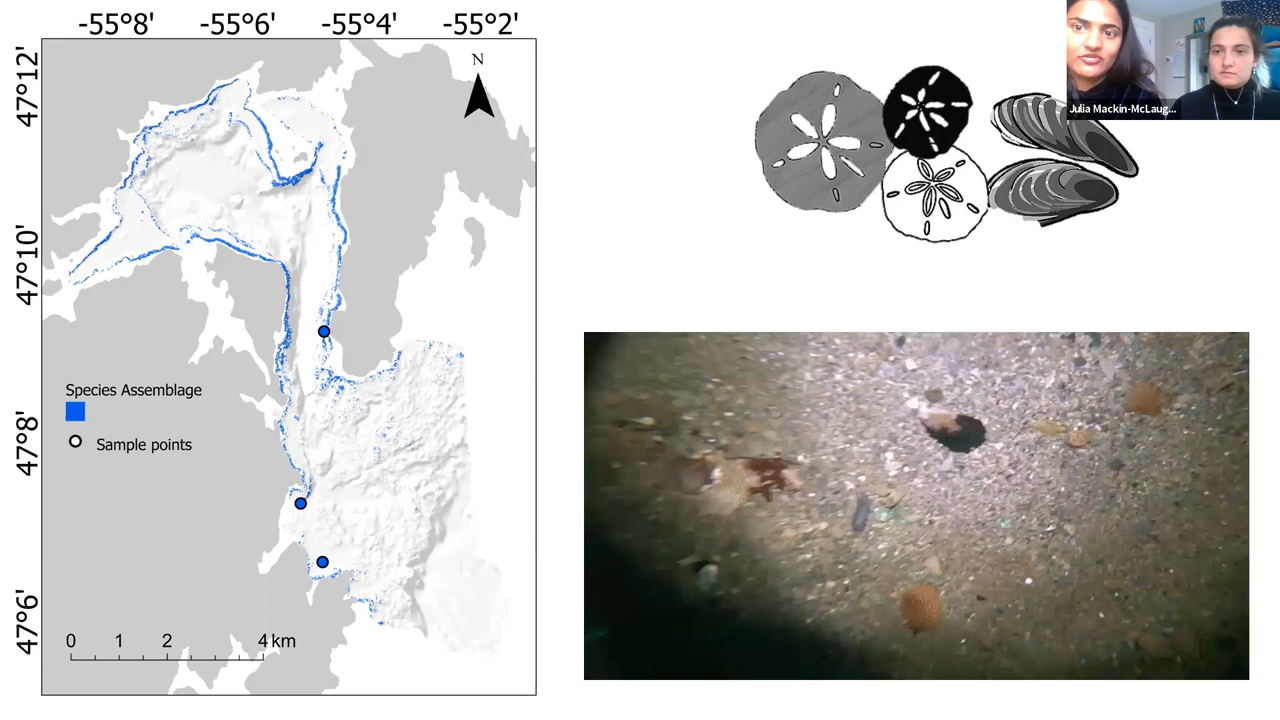 -55°8' -55°6' -55°4' -55°2'
47°12'
47°10'
47°8'
47°6'
N
Species Assemblage
Sample points
0 1 2 4 km
Julia Mackin-McLaug...